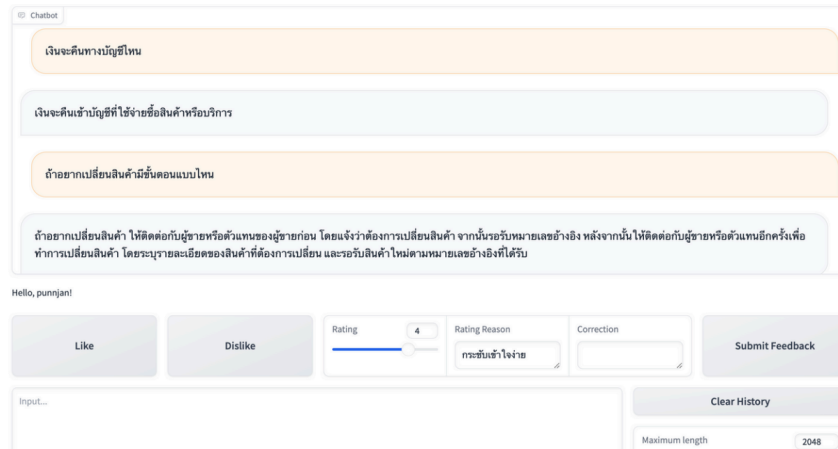 Chatbot
เงินจะคืนทางบัญชีไหน
เงินจะคืนเข้าบัญชีที่ใช้จ่ายซื้อสินค้าหรือบริการ
ถ้าอยากเปลี่ยนสินค้ามีขั้นตอนแบบไหน
ถ้าอยากเปลี่ยนสินค้า ให้ติดต่อกับผู้ขายหรือตัวแทนของผู้ขายก่อน โดยแจ้งว่าต้องการเปลี่ยนสินค้า จากนั้นรอรับหมายเลขอ้างอิง หลังจากนั้น ให้ติดต่อกับผู้ขายหรือตัวแทนอีกครั้งเพื่อ
ทำการเปลี่ยนสินค้า โดยระบุรายละเอียดของสินค้าที่ต้องการเปลี่ยน และรอรับสินค้าใหม่ตามหมายเลขอ้างอิงที่ได้รับ
Hello, punnjan!
Like
Dislike
Rating
4
Rating Reason
กระชับเข้าใจง่าย
Correction
Submit Feedback
Input...
Clear History
Maximum length
2048